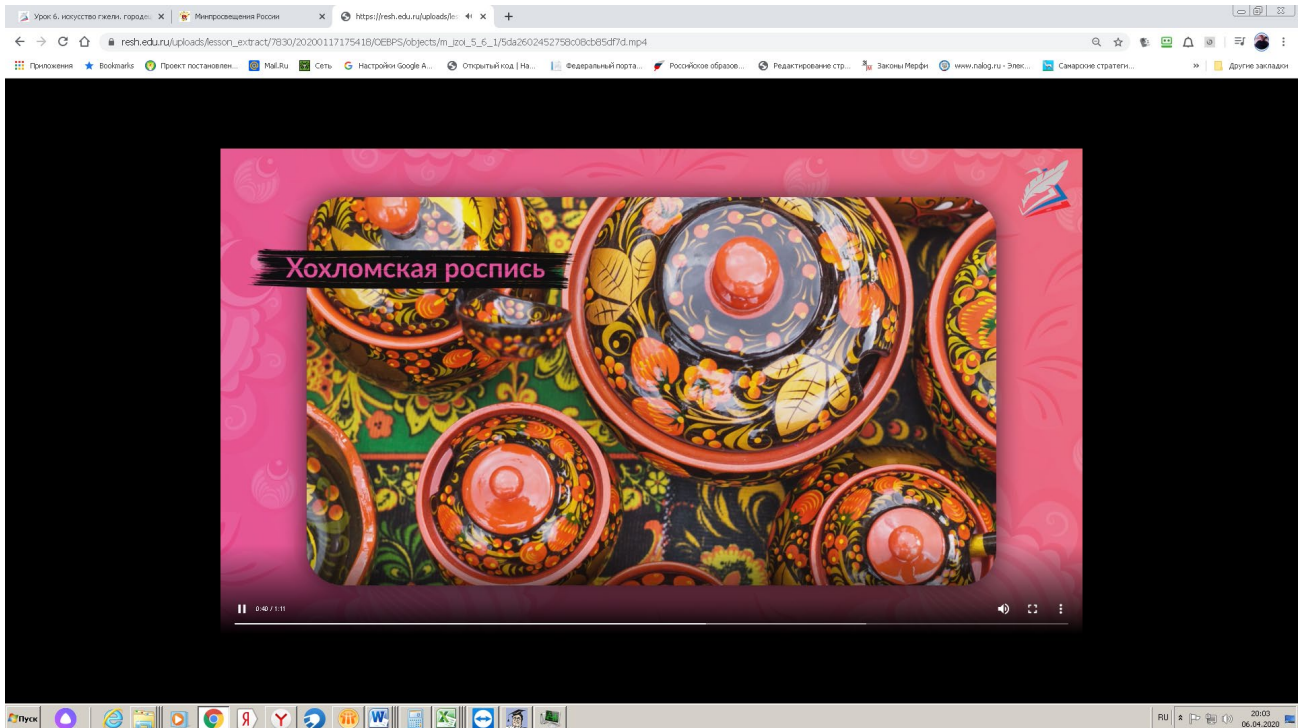 Урок 6. искусство гжели. городец
Минпросвещения России
https://resh.edu.ru/uploads/les
resh.edu.ru/uploads/lesson_extract/7830/20200117175418/OEBPS/objects/m_izoi_5_6_1/5da2602452758c08cb85df7d.mp4
Приложения
Bookmarks
Проект постановлен...
Mail.Ru
Сеть
Настройки Google A...
Открытый код | На...
Федеральный порта...
Российское образов...
Редактирование стр...
Законы Мерфи
www.nalog.ru - Элек...
Самарские стратеги...
»
Другие закладки
Хохломская роспись
0:40 / 1:11
Пуск
RU
20:03
06.04.2020